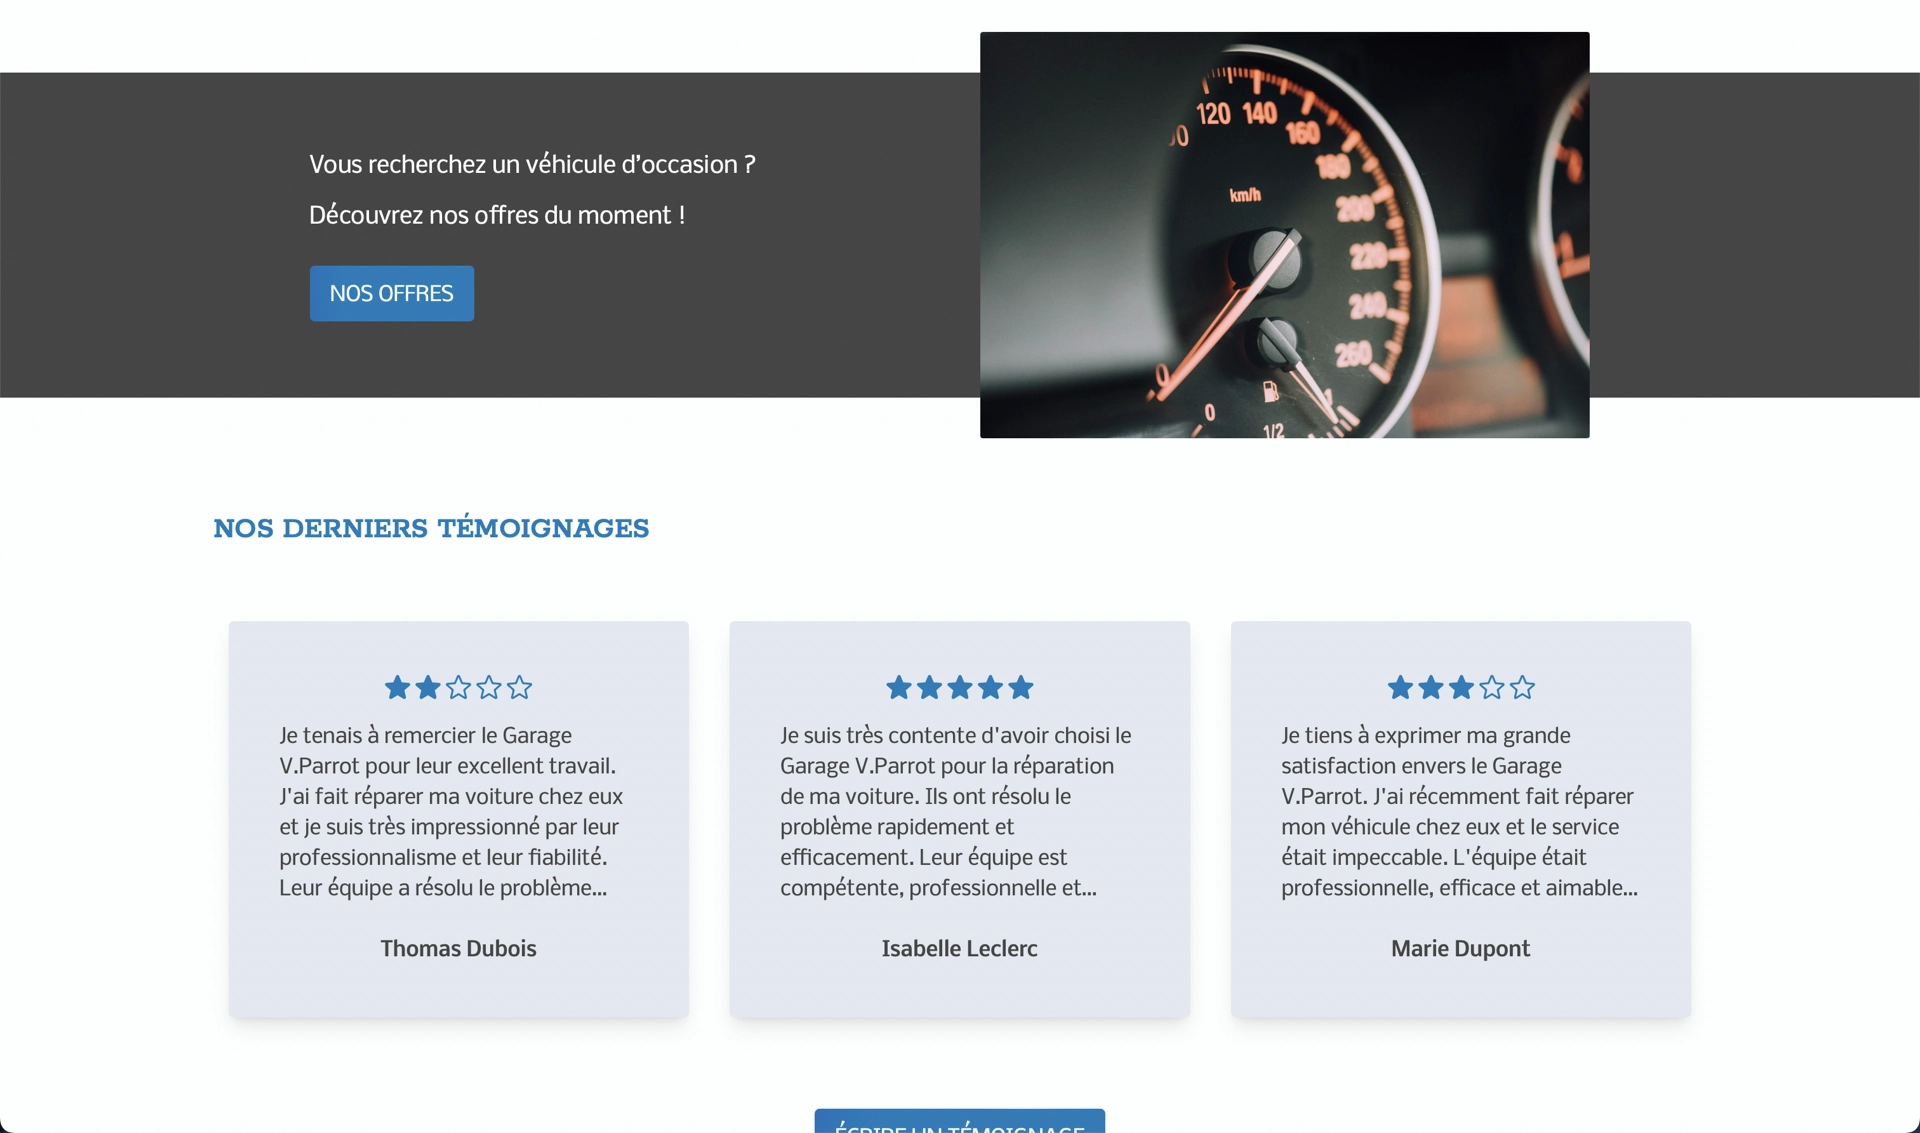 Vous recherchez un véhicule d’occasion ?
Découvrez nos offres du moment !
NOS OFFRES
120 140
160
180
km/h
200
220
240
260
0
0
1/2
NOS DERNIERS TÉMOIGNAGES
Je tenais à remercier le Garage
V.Parrot pour leur excellent travail.
J'ai fait réparer ma voiture chez eux
et je suis très impressionné par leur
professionnalisme et leur fiabilité.
Leur équipe a résolu le problème...
Thomas Dubois
Je suis très contente d'avoir choisi le
Garage V.Parrot pour la réparation
de ma voiture. Ils ont résolu le
problème rapidement et
efficacement. Leur équipe est
compétente, professionnelle et...
Isabelle Leclerc
Je tiens à exprimer ma grande
satisfaction envers le Garage
V.Parrot. J'ai récemment fait réparer
mon véhicule chez eux et le service
était impeccable. L'équipe était
professionnelle, efficace et aimable...
Marie Dupont
ÉCRIRE UN TÉMOIGNAGE